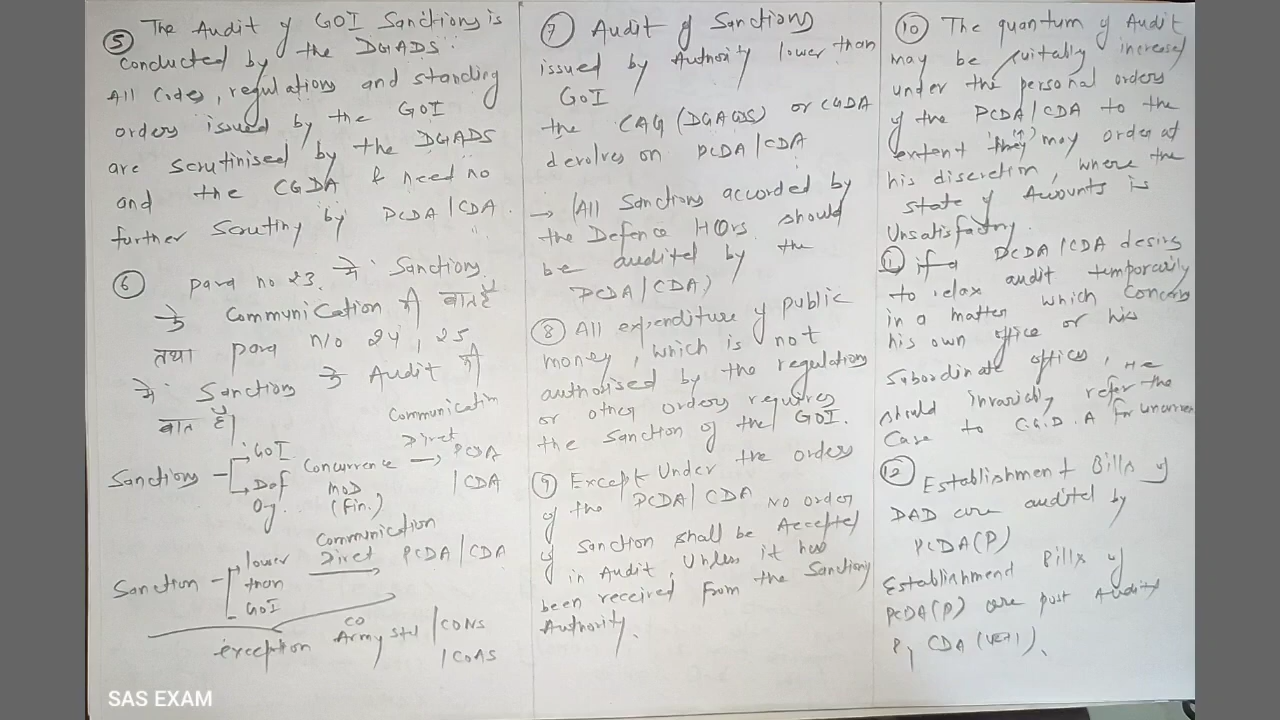 ⑤ The Audit of GOI Sanctions is
conducted by the DGADS.
All Codes, regulations and standing
orders issued by the GOI
are scrutinised by the DGADS
and the CGDA & need no
further scrutiny by PCDA/CDA.
⑥ para no 23 में Sanctions
के Communication की बात है
तथा para n/o 24, 25
में Sanctions के Audit की
बात है।
Communication
Sanctions GOI Direct
Def Concurrence → PCDA
MOD /CDA
(Fin.)
Communication
Sanction lower Direct PCDA/CDA
than
GOI
exception CO Army Std /CONS
/COAS
⑦ Audit of Sanctions
issued by Authority lower than
GOI
the CAG (DGADS) or CGDA
devolves on PCDA/CDA
→ (All Sanctions accorded by
the Defence HQrs should
be audited by the
PCDA/CDA)
⑧ All expenditure of public
money, which is not
authorised by the regulations
or other orders requires
the Sanction of the GOI.
⑨ Except Under the orders
of the PCDA/CDA No order
of Sanction shall be Accepted
in Audit, Unless it has
been received from the Sanctioning
Authority.
⑩ The quantum of Audit
may be suitably increased
under the personal orders
of the PCDA/CDA to the
extent they may order at
his discretion, where the
state of Accounts is
Unsatisfactory.
⑪ if a PCDA/CDA desires
to relax audit temporarily
in a matter which concerns
his own office or his
Subordinate offices, He
should invariably refer the
Case to C.G.D.A for
⑫ Establishment Bills of
DAD are audited by
PCDA(P)
Establishment Bills of
PCDA(P) are post Audited
CDA
SAS EXAM